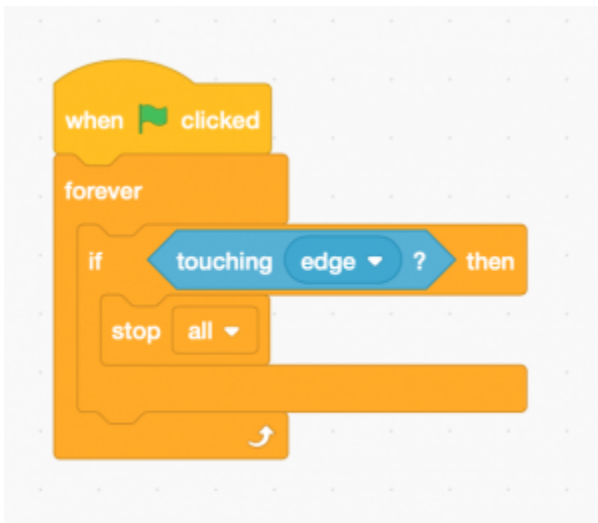 when clicked
forever
if touching edge ? then
stop all